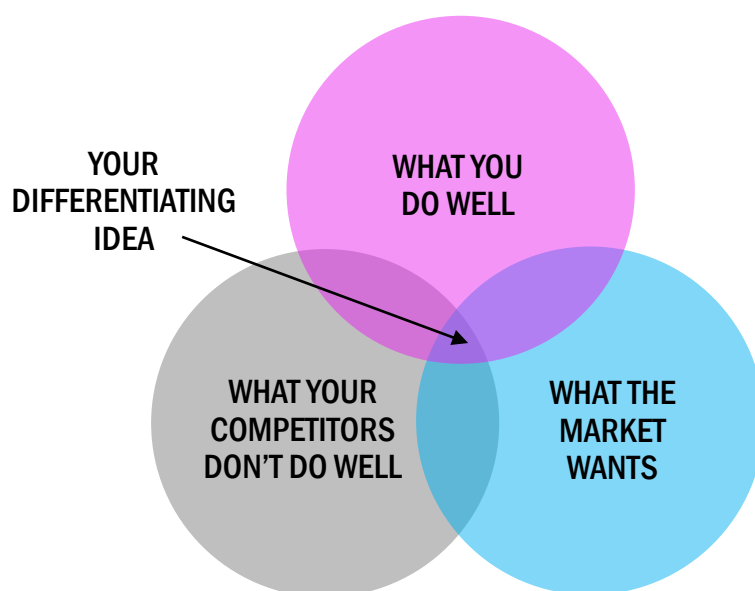 YOUR
DIFFERENTIATING
IDEA
WHAT YOU
DO WELL
WHAT YOUR
COMPETITORS
DON'T DO WELL
WHAT THE
MARKET
WANTS